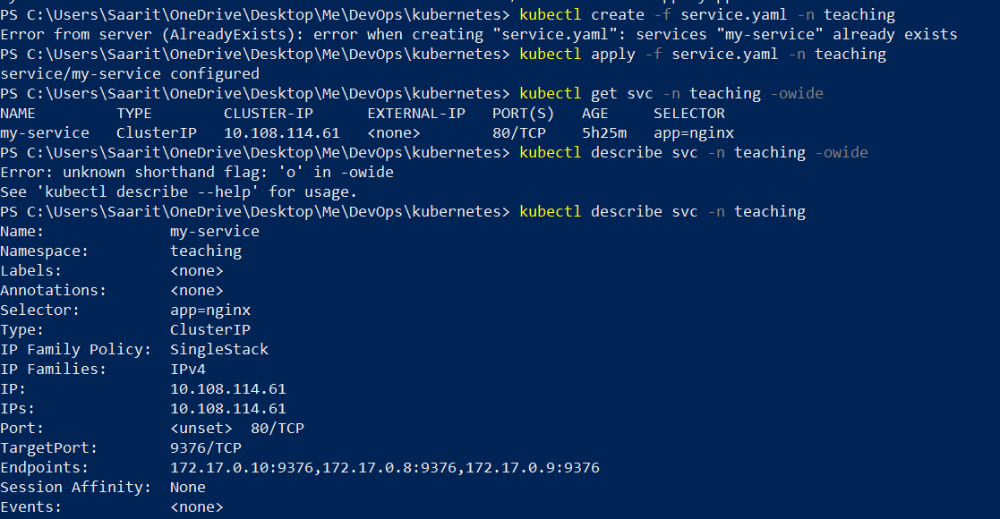 PS C:\Users\Saarit\OneDrive\Desktop\Me\DevOps\kubernetes> kubectl create -f service.yaml -n teaching
Error from server (AlreadyExists): error when creating "service.yaml": services "my-service" already exists
PS C:\Users\Saarit\OneDrive\Desktop\Me\DevOps\kubernetes> kubectl apply -f service.yaml -n teaching
service/my-service configured
PS C:\Users\Saarit\OneDrive\Desktop\Me\DevOps\kubernetes> kubectl get svc -n teaching -owide
NAME         TYPE        CLUSTER-IP      EXTERNAL-IP   PORT(S)   AGE     SELECTOR
my-service   ClusterIP   10.108.114.61   <none>        80/TCP    5h25m   app=nginx
PS C:\Users\Saarit\OneDrive\Desktop\Me\DevOps\kubernetes> kubectl describe svc -n teaching -owide
Error: unknown shorthand flag: 'o' in -owide
See 'kubectl describe --help' for usage.
PS C:\Users\Saarit\OneDrive\Desktop\Me\DevOps\kubernetes> kubectl describe svc -n teaching
Name:              my-service
Namespace:         teaching
Labels:            <none>
Annotations:       <none>
Selector:          app=nginx
Type:              ClusterIP
IP Family Policy:  SingleStack
IP Families:       IPv4
IP:                10.108.114.61
IPs:               10.108.114.61
Port:              <unset>  80/TCP
TargetPort:        9376/TCP
Endpoints:         172.17.0.10:9376,172.17.0.8:9376,172.17.0.9:9376
Session Affinity:  None
Events:            <none>